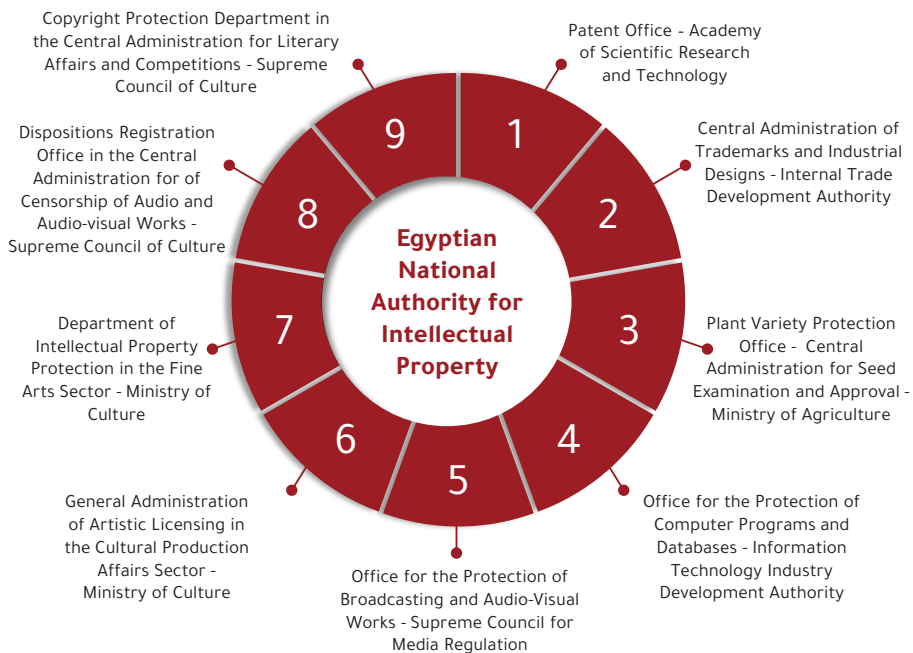 Egyptian
National
Authority for
Intellectual
Property
1
Patent Office - Academy
of Scientific Research
and Technology
2
Central Administration of
Trademarks and Industrial
Designs - Internal Trade
Development Authority
3
Plant Variety Protection
Office - Central
Administration for Seed
Examination and Approval -
Ministry of Agriculture
4
Office for the Protection of
Computer Programs and
Databases - Information
Technology Industry
Development Authority
5
Office for the Protection of
Broadcasting and Audio-Visual
Works - Supreme Council for
Media Regulation
6
General Administration
of Artistic Licensing in
the Cultural Production
Affairs Sector -
Ministry of Culture
7
Department of
Intellectual Property
Protection in the Fine
Arts Sector - Ministry of
Culture
8
Dispositions Registration
Office in the Central
Administration for of
Censorship of Audio and
Audio-visual Works -
Supreme Council of Culture
9
Copyright Protection Department in
the Central Administration for Literary
Affairs and Competitions - Supreme
Council of Culture